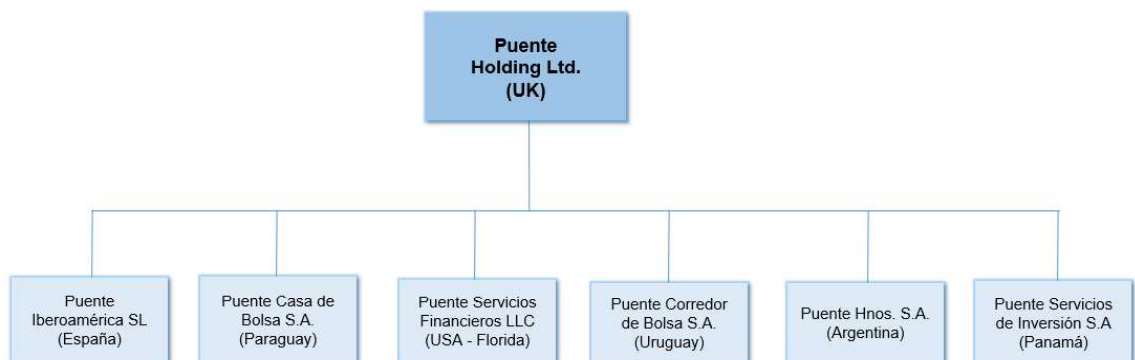 Puente
Holding Ltd.
(UK)
Puente
Iberoamérica SL
(España)
Puente Casa de
Bolsa S.A.
(Paraguay)
Puente Servicios
Financieros LLC
(USA - Florida)
Puente Corredor
de Bolsa S.A.
(Uruguay)
Puente Hnos. S.A.
(Argentina)
Puente Servicios
de Inversión S.A
(Panamá)